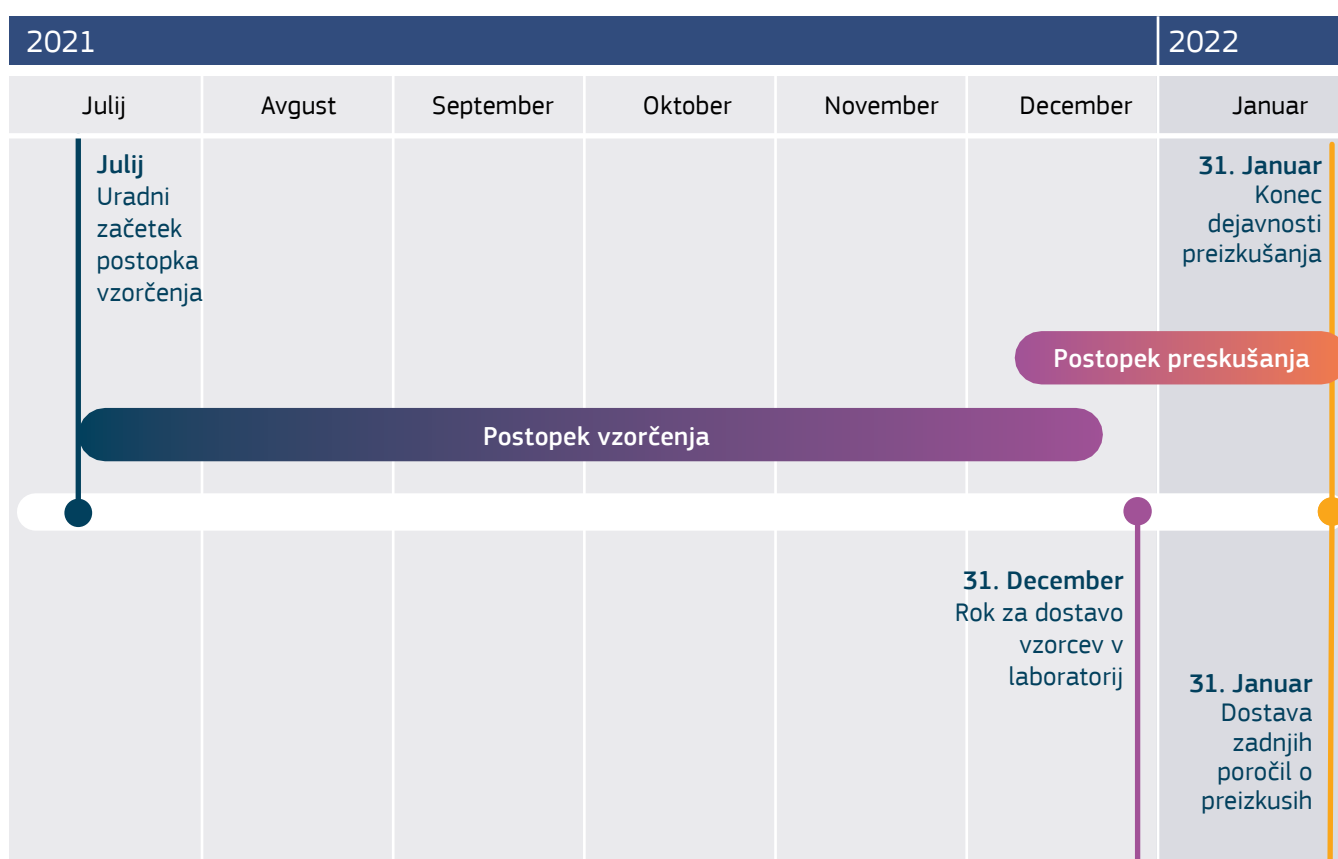 2021
2022
Julij
Avgust
September
Oktober
November
December
Januar
Julij
Uradni
začetek
postopka
vzorčenja
31. Januar
Konec
dejavnosti
preizkušanja
Postopek preskušanja
Postopek vzorčenja
31. December
Rok za dostavo
vzorcev v
laboratorij
31. Januar
Dostava
zadnjih
poročil o
preizkusih